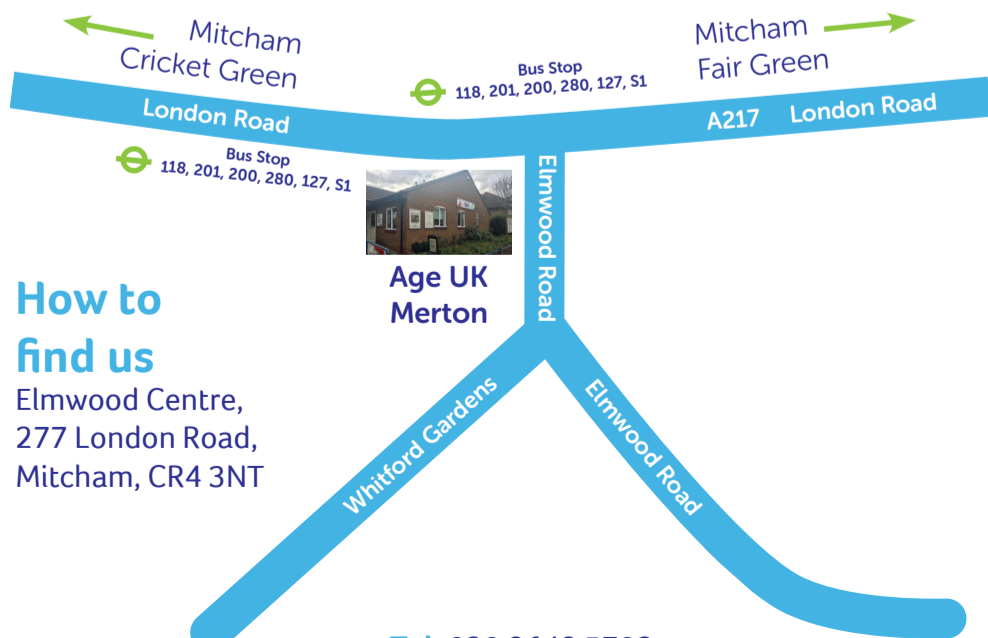 Mitcham
Cricket Green
Mitcham
Fair Green
Bus Stop
118, 201, 200, 280, 127, S1
London Road
A217 London Road
Bus Stop
118, 201, 200, 280, 127, S1
Elmwood Road
Age UK
Merton
How to
find us
Elmwood Centre,
277 London Road,
Mitcham, CR4 3NT
Whitford Gardens
Elmwood Road